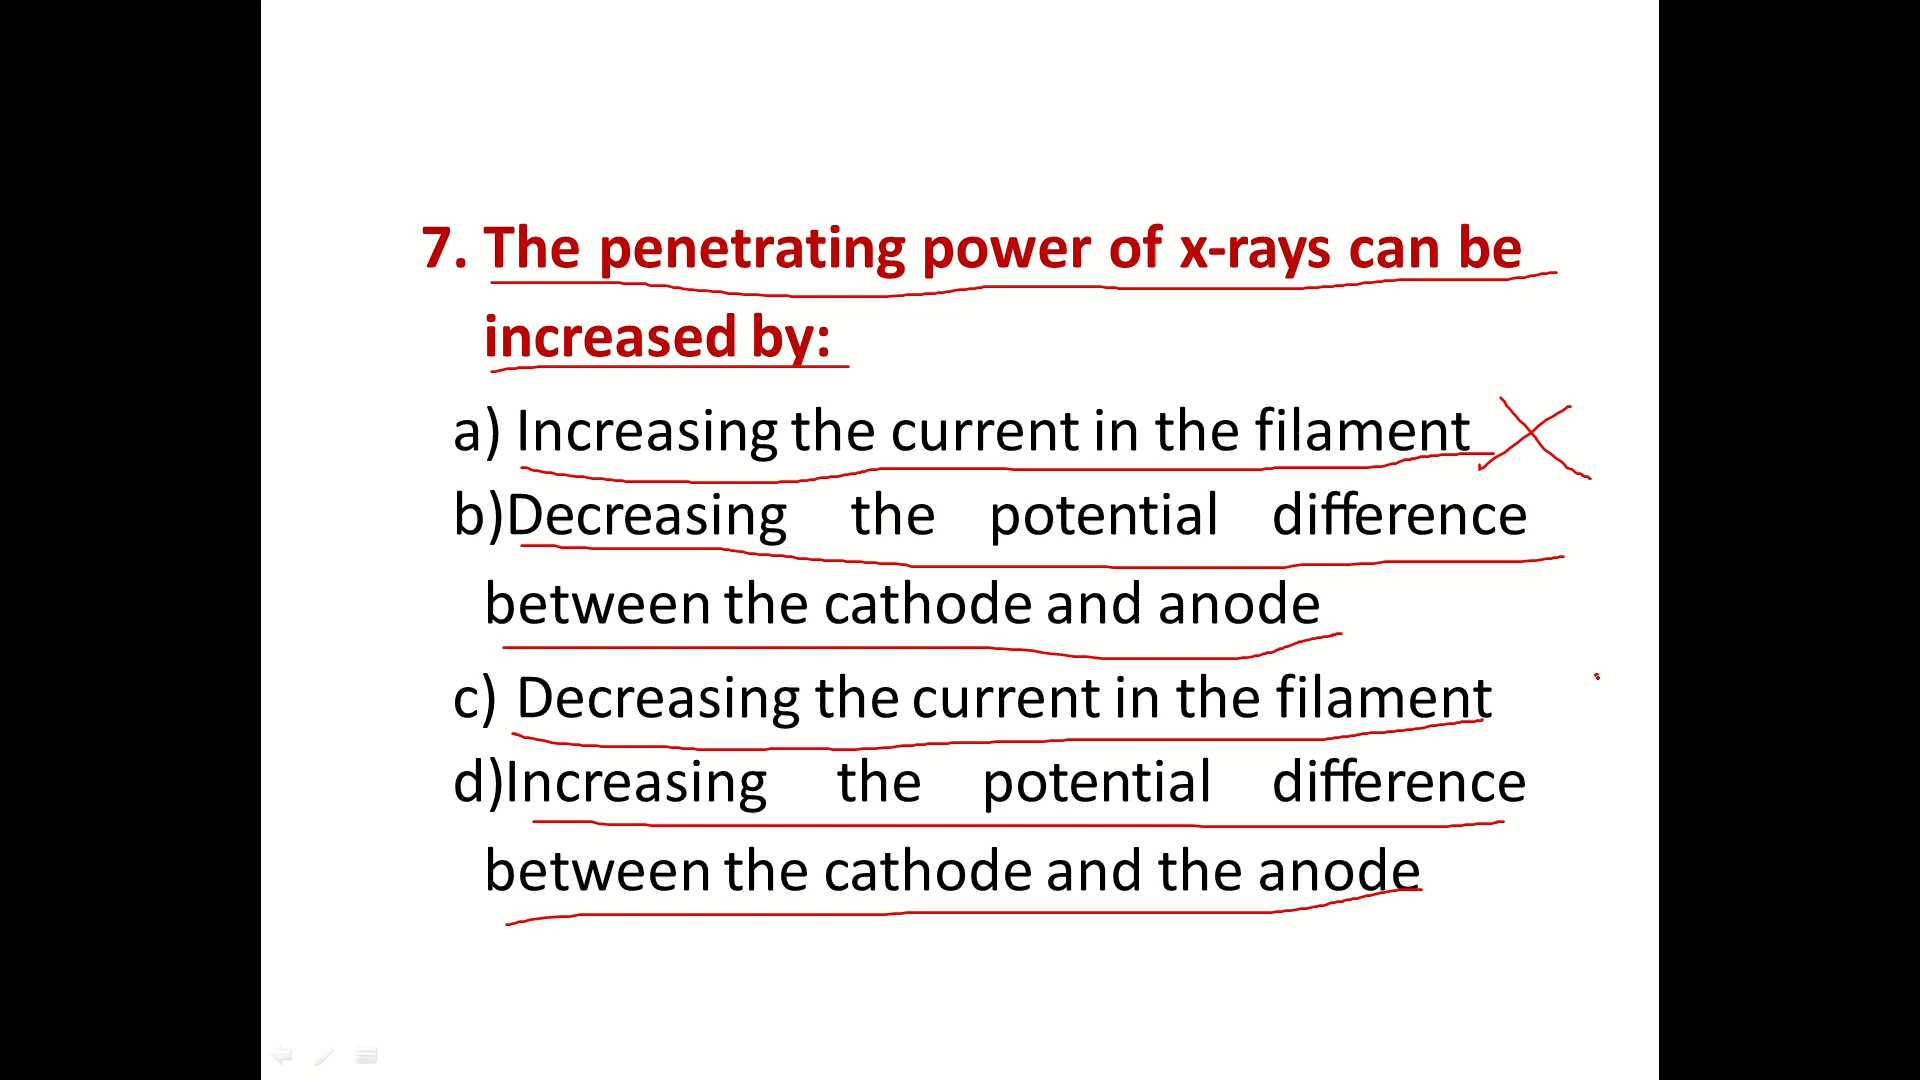 7. The penetrating power of x-rays can be
increased by:
a) Increasing the current in the filament
b)Decreasing the potential difference
between the cathode and anode
c) Decreasing the current in the filament
d)Increasing the potential difference
between the cathode and the anode